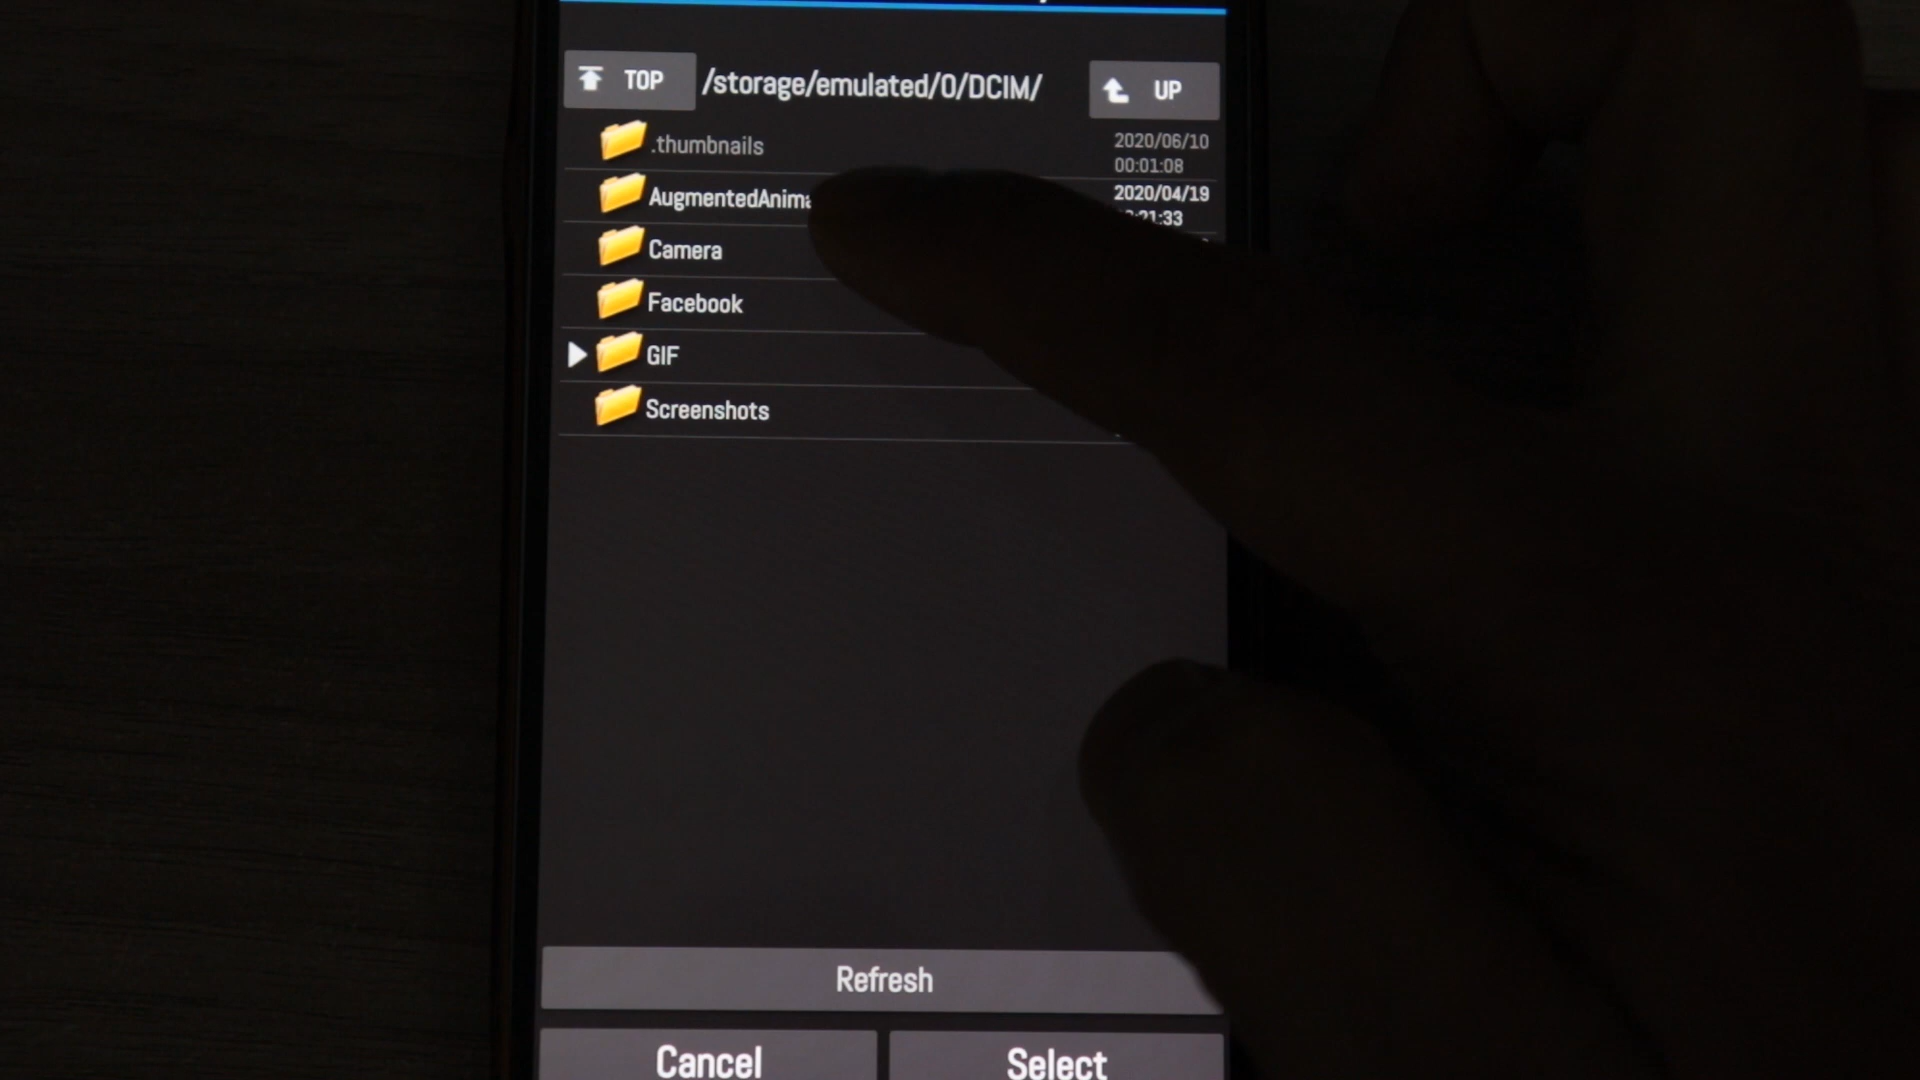 TOP /storage/emulated/0/DCIM/ UP
.thumbnails 2020/06/10
00:01:08
2020/04/19
Camera
Facebook
GIF
Screenshots
Refresh
Cancel Select